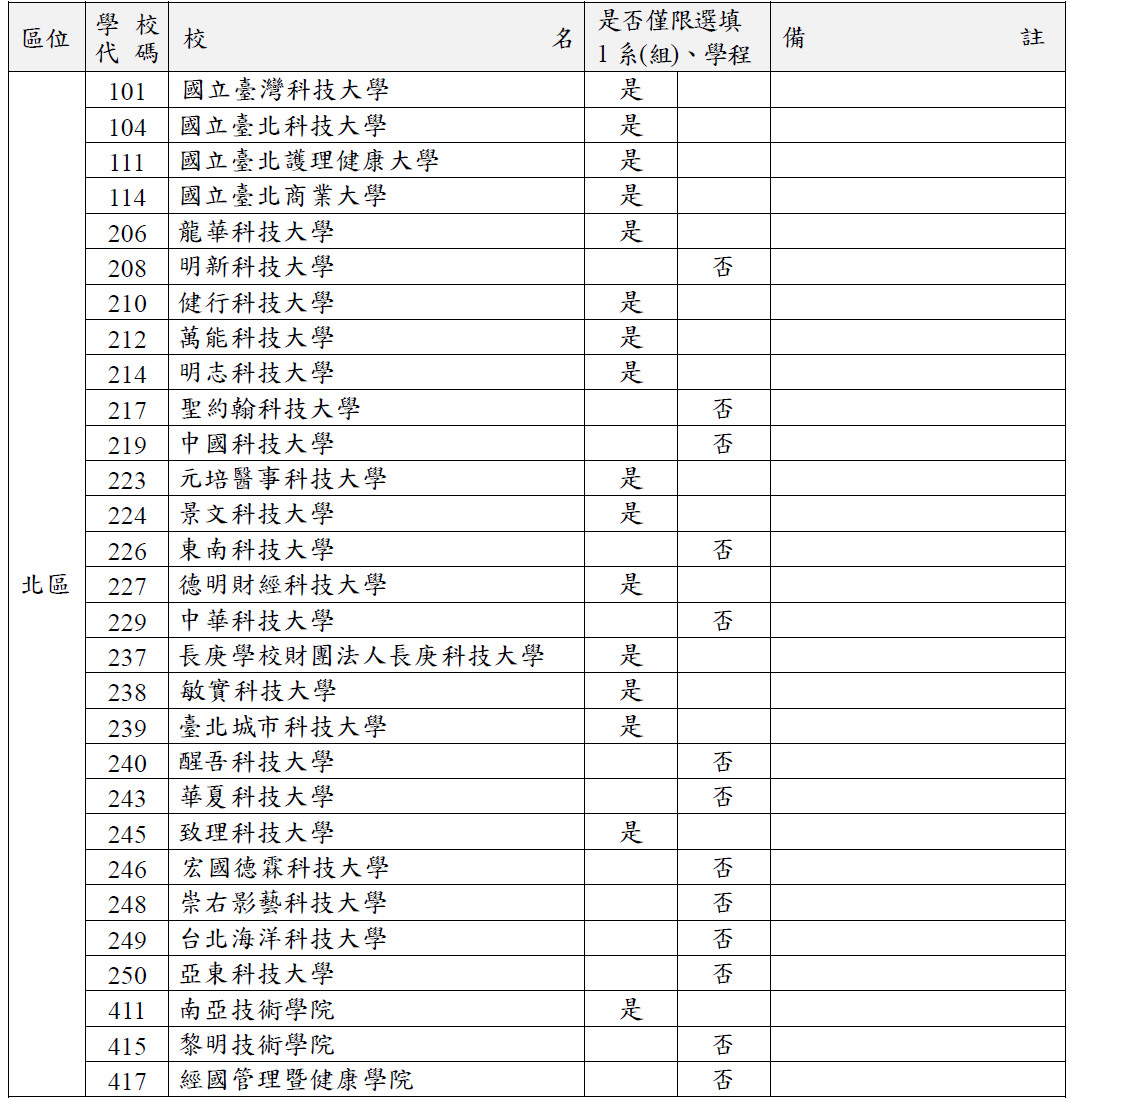 區位 學校代碼 校名 是否僅限選填1系(組)、學程 備註
北區
101 國立臺灣科技大學 是
104 國立臺北科技大學 是
111 國立臺北護理健康大學 是
114 國立臺北商業大學 是
206 龍華科技大學 是
208 明新科技大學 否
210 健行科技大學 是
212 萬能科技大學 是
214 明志科技大學 是
217 聖約翰科技大學 否
219 中國科技大學 否
223 元培醫事科技大學 是
224 景文科技大學 是
226 東南科技大學 否
227 德明財經科技大學 是
229 中華科技大學 否
237 長庚學校財團法人長庚科技大學 是
238 敏實科技大學 是
239 臺北城市科技大學 是
240 醒吾科技大學 否
243 華夏科技大學 否
245 致理科技大學 是
246 宏國德霖科技大學 否
248 崇右影藝科技大學 否
249 台北海洋科技大學 否
250 亞東科技大學 否
411 南亞技術學院 是
415 黎明技術學院 否
417 經國管理暨健康學院 否